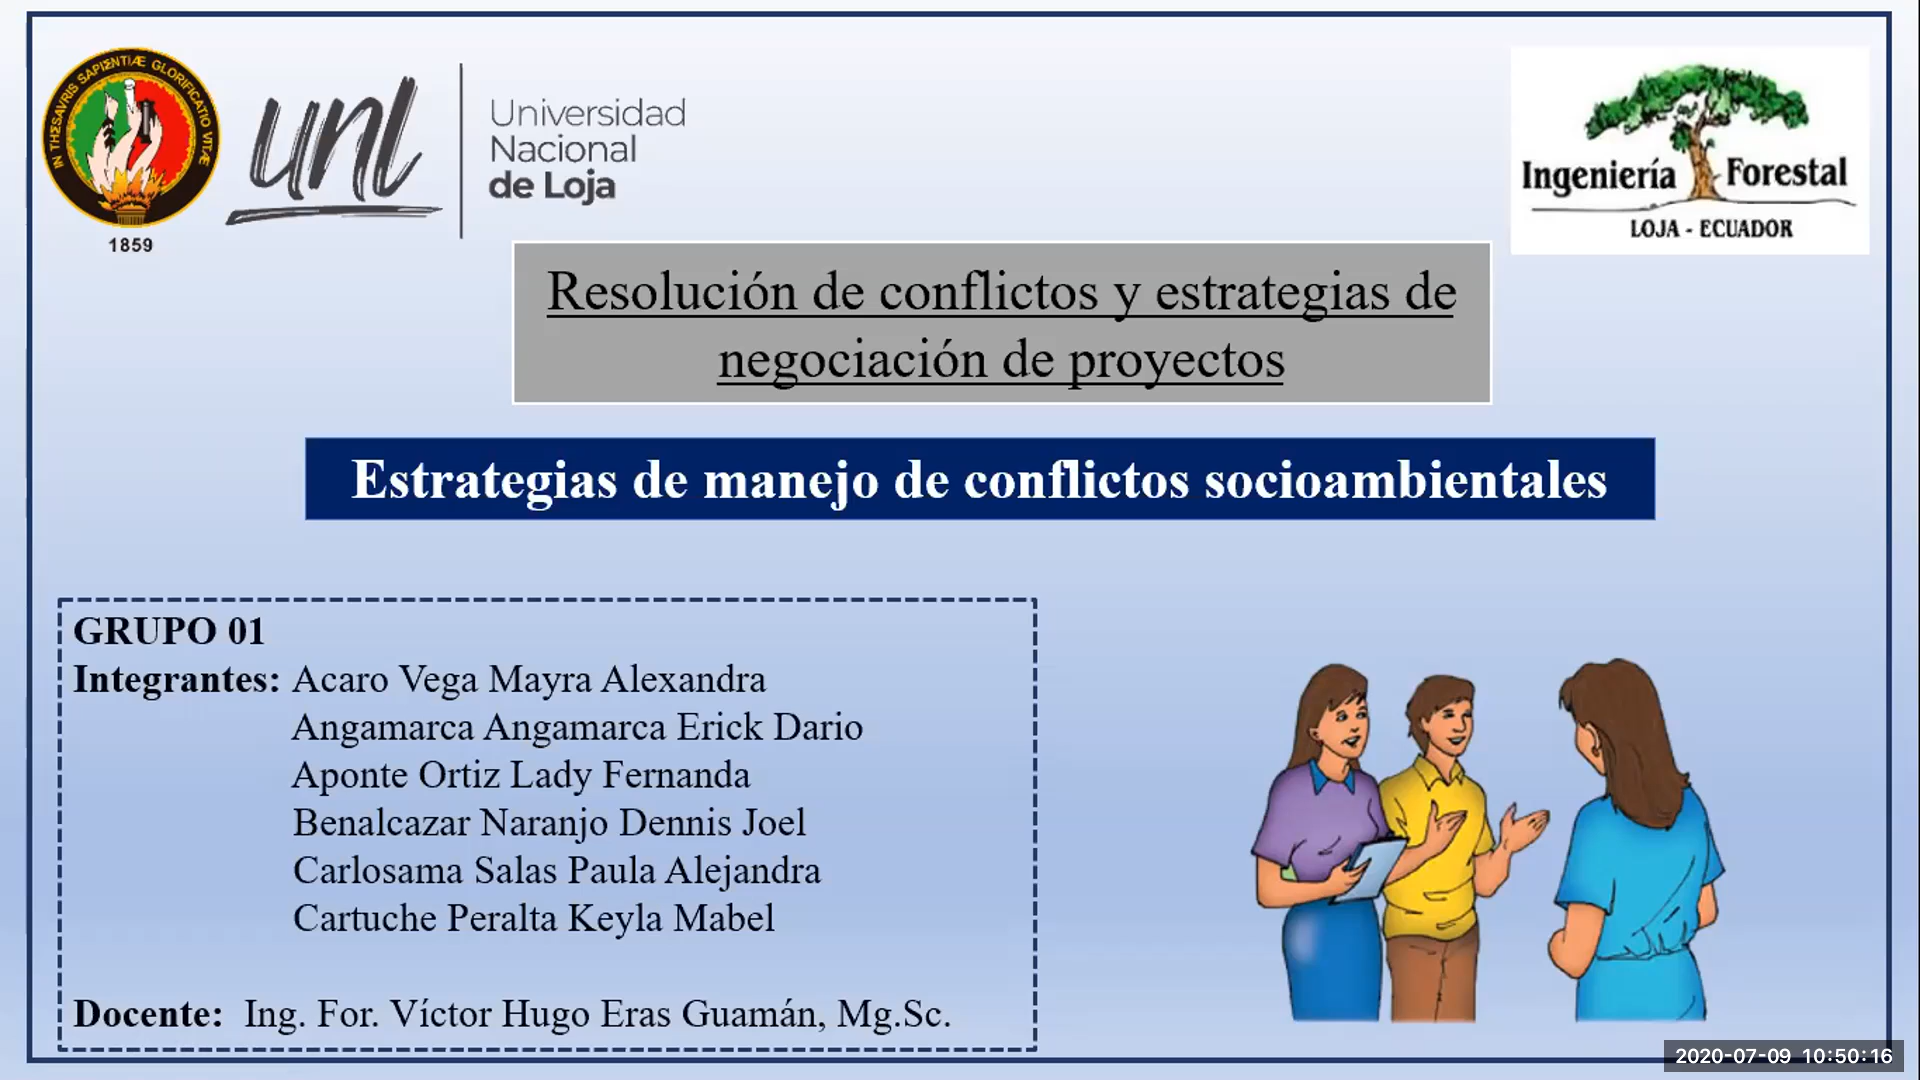 IN THESAVRIS SAPIENTIÆ GLORIFICATIO VITÆ
1859
unl
Universidad
Nacional
de Loja
Ingeniería Forestal
LOJA - ECUADOR
Resolución de conflictos y estrategias de
negociación de proyectos
Estrategias de manejo de conflictos socioambientales
GRUPO 01
Integrantes: Acaro Vega Mayra Alexandra
Angamarca Angamarca Erick Dario
Aponte Ortiz Lady Fernanda
Benalcazar Naranjo Dennis Joel
Carlosama Salas Paula Alejandra
Cartuche Peralta Keyla Mabel
Docente: Ing. For. Víctor Hugo Eras Guamán, Mg.Sc.
2020-07-09 10:50:16